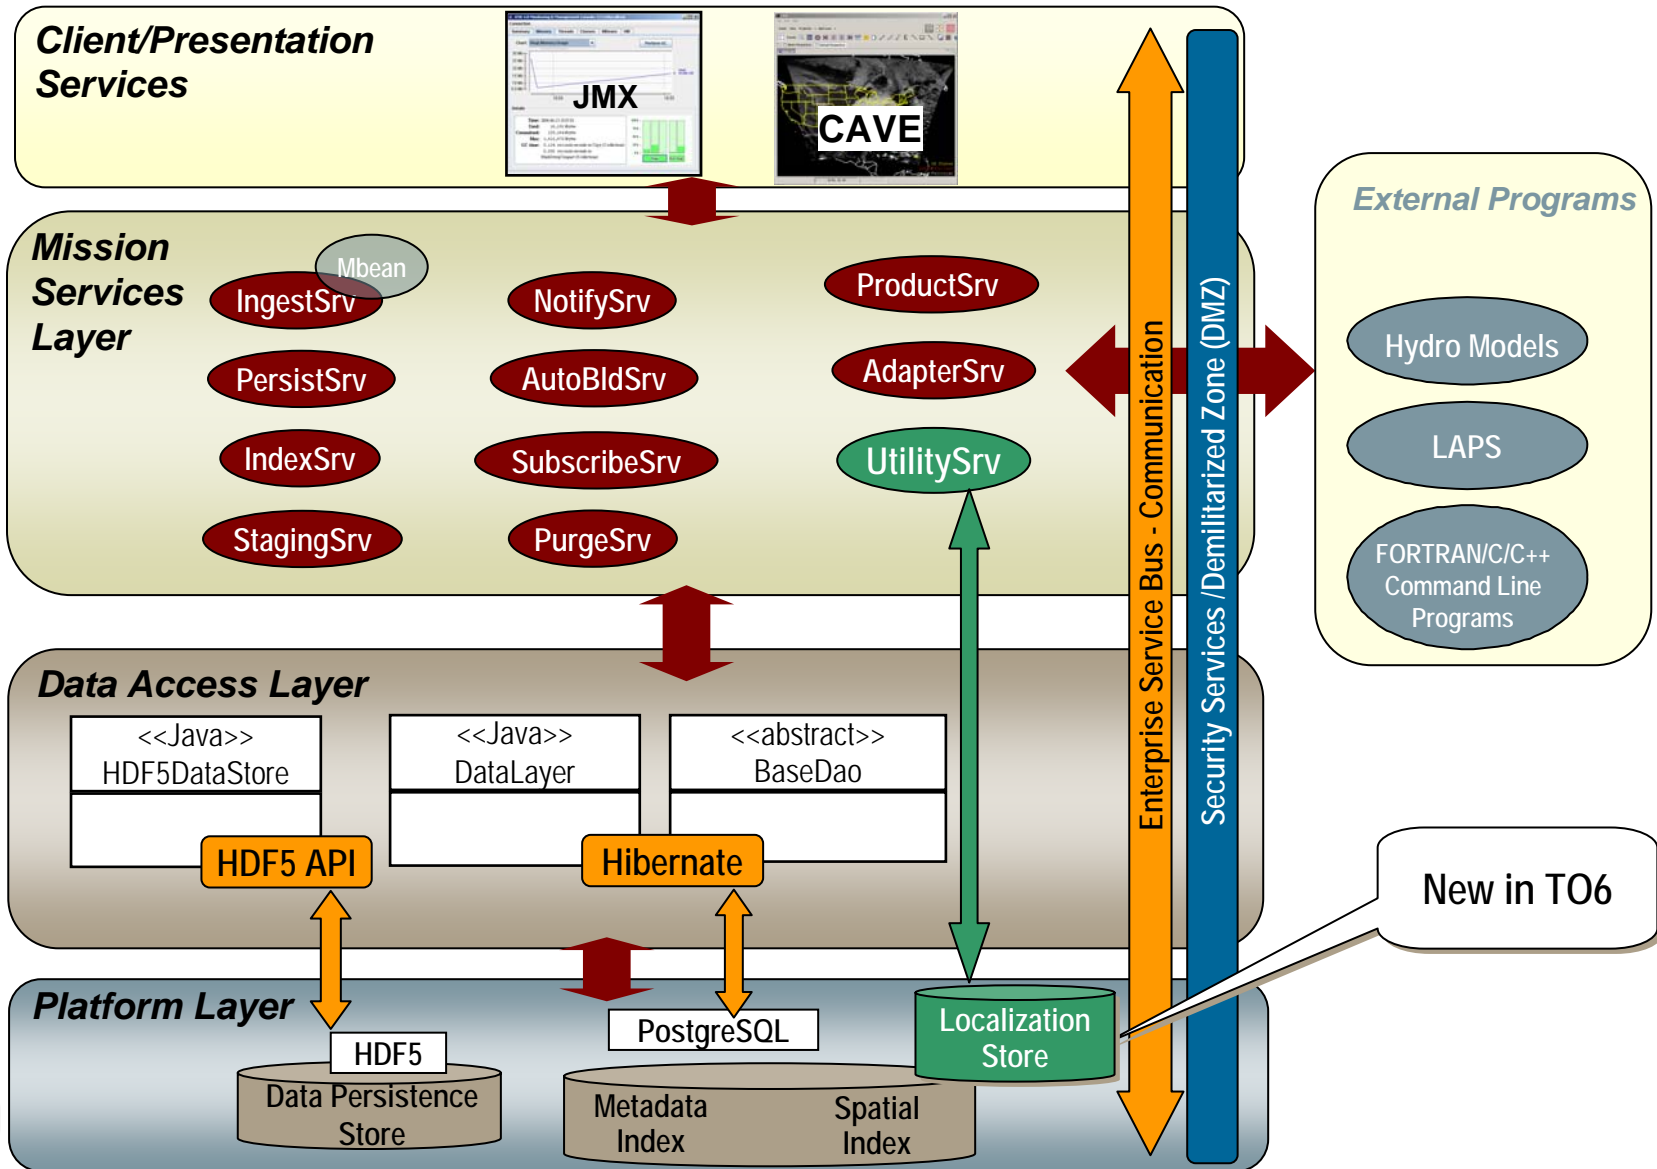 Client/Presentation
Services
JMX
CAVE
External Programs
Mission
Services
Layer
Mbean
IngestSrv
NotifySrv
ProductSrv
PersistSrv
AutoBldSrv
AdapterSrv
IndexSrv
SubscribeSrv
UtilitySrv
StagingSrv
PurgeSrv
Hydro Models
LAPS
FORTRAN/C/C++
Command Line
Programs
Enterprise Service Bus - Communication
Security Services /Demilitarized Zone (DMZ)
Data Access Layer
<<Java>>
HDF5DataStore
<<Java>>
DataLayer
<<abstract>>
BaseDao
HDF5 API
Hibernate
New in TO6
Platform Layer
HDF5
PostgreSQL
Localization
Store
Data Persistence
Store
Metadata
Index
Spatial
Index